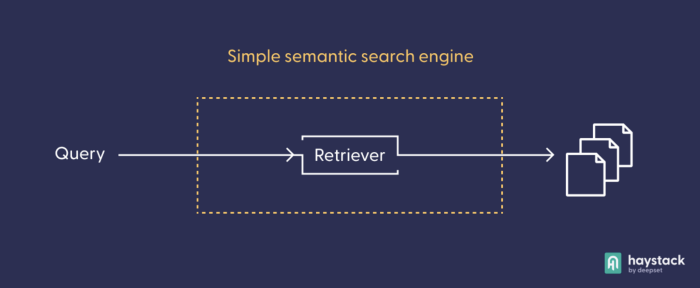 Simple semantic search engine
Query
Retriever
haystack
by deepset